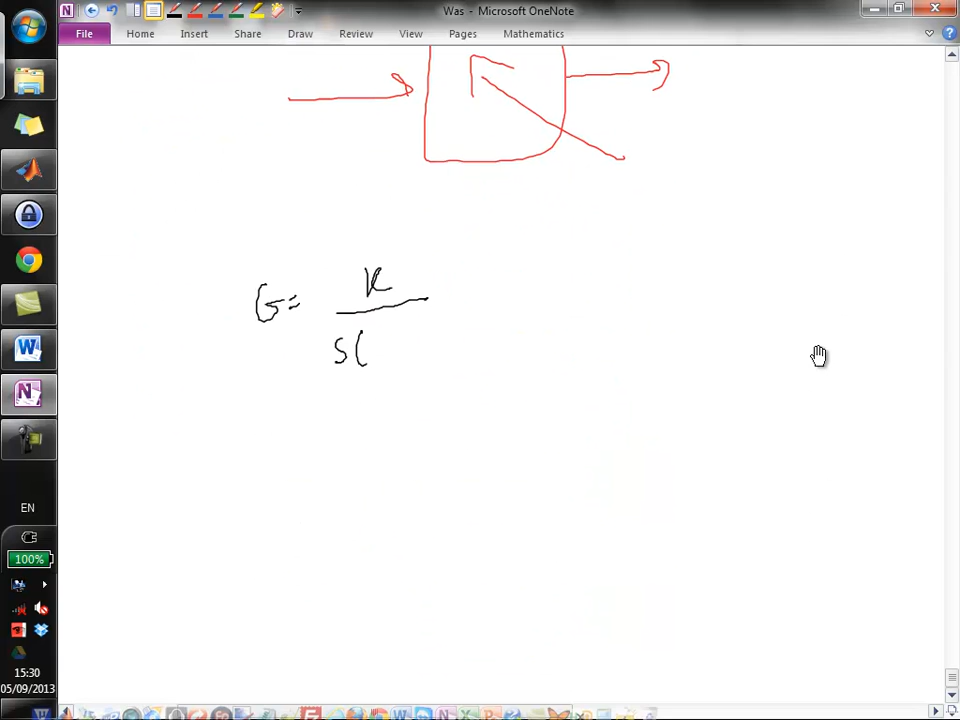 Was - Microsoft OneNote
File Home Insert Share Draw Review View Pages Mathematics
G = K
S(
EN
100%
15:30
05/09/2013